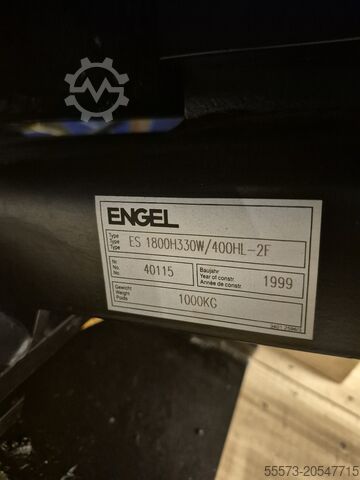 ENGEL
Type
Type
Type
ES 1800H330W/400HL-2F
Nr
No.
No.
40115
Baujahr
Year of constr.
Année de constr.
1999
Gewicht
Weight
Poids
1000KG
55573-20547715